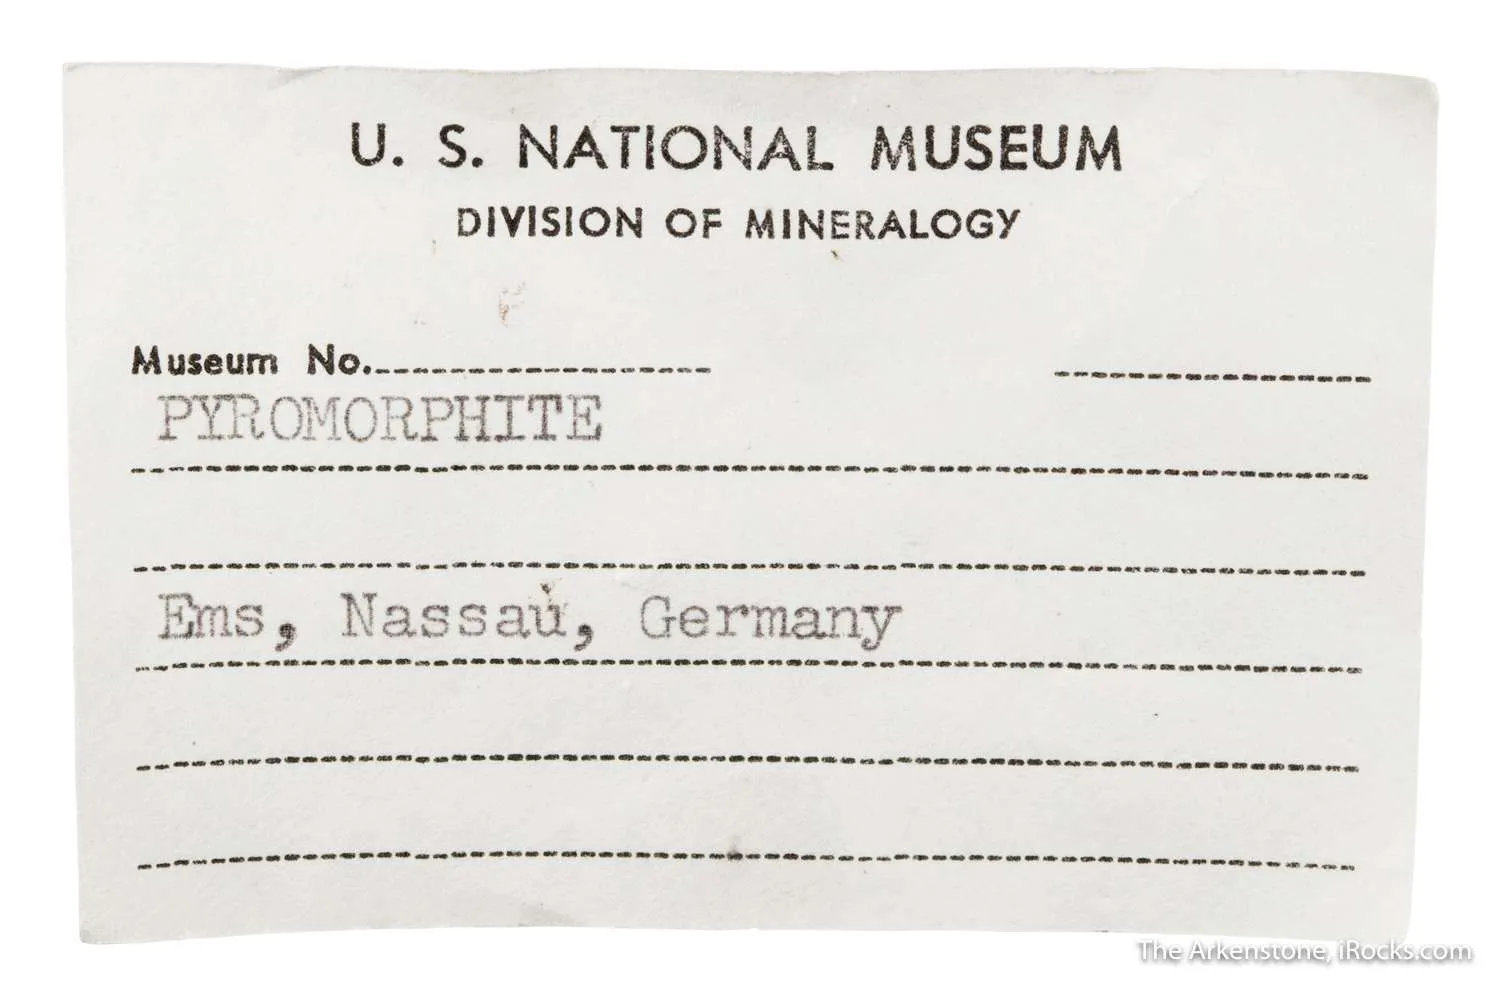 U. S. NATIONAL MUSEUM
DIVISION OF MINERALOGY
Museum No.
PYROMORPHITE
Ems, Nassau, Germany
The Arkenstone, iRocks.com